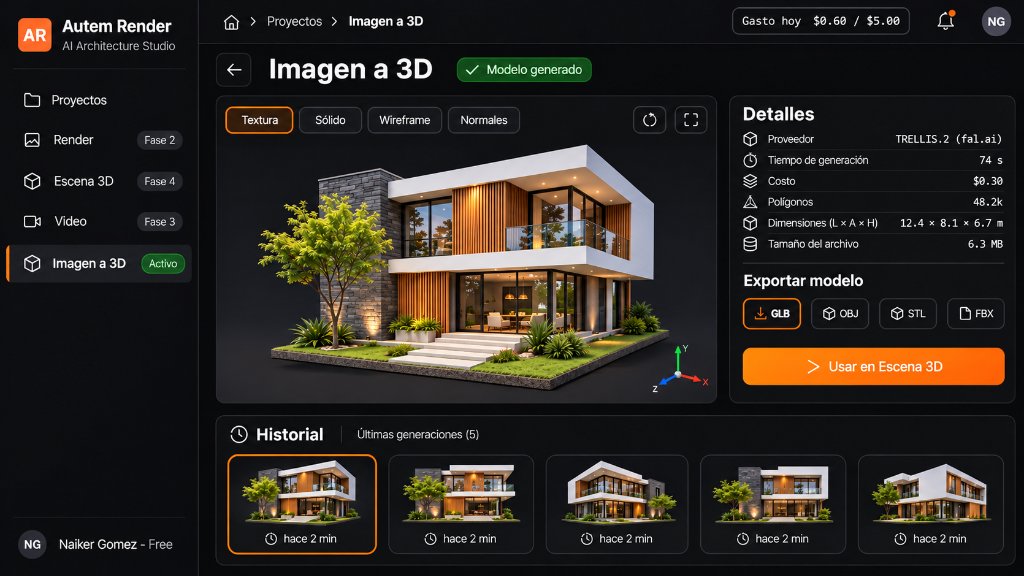 AR
Autem Render
AI Architecture Studio
Proyectos
Render Fase 2
Escena 3D Fase 4
Video Fase 3
Imagen a 3D Activo
NG Naiker Gomez - Free
Proyectos Imagen a 3D
Gasto hoy $0.60 / $5.00
NG
Imagen a 3D
Modelo generado
Textura Sólido Wireframe Normales
Y
X
Z
Detalles
Proveedor TRELLIS.2 (fal.ai)
Tiempo de generación 74 s
Costo $0.30
Polígonos 48.2k
Dimensiones (L × A × H) 12.4 × 8.1 × 6.7 m
Tamaño del archivo 6.3 MB
Exportar modelo
GLB OBJ STL FBX
Usar en Escena 3D
Historial Últimas generaciones (5)
hace 2 min hace 2 min hace 2 min hace 2 min hace 2 min